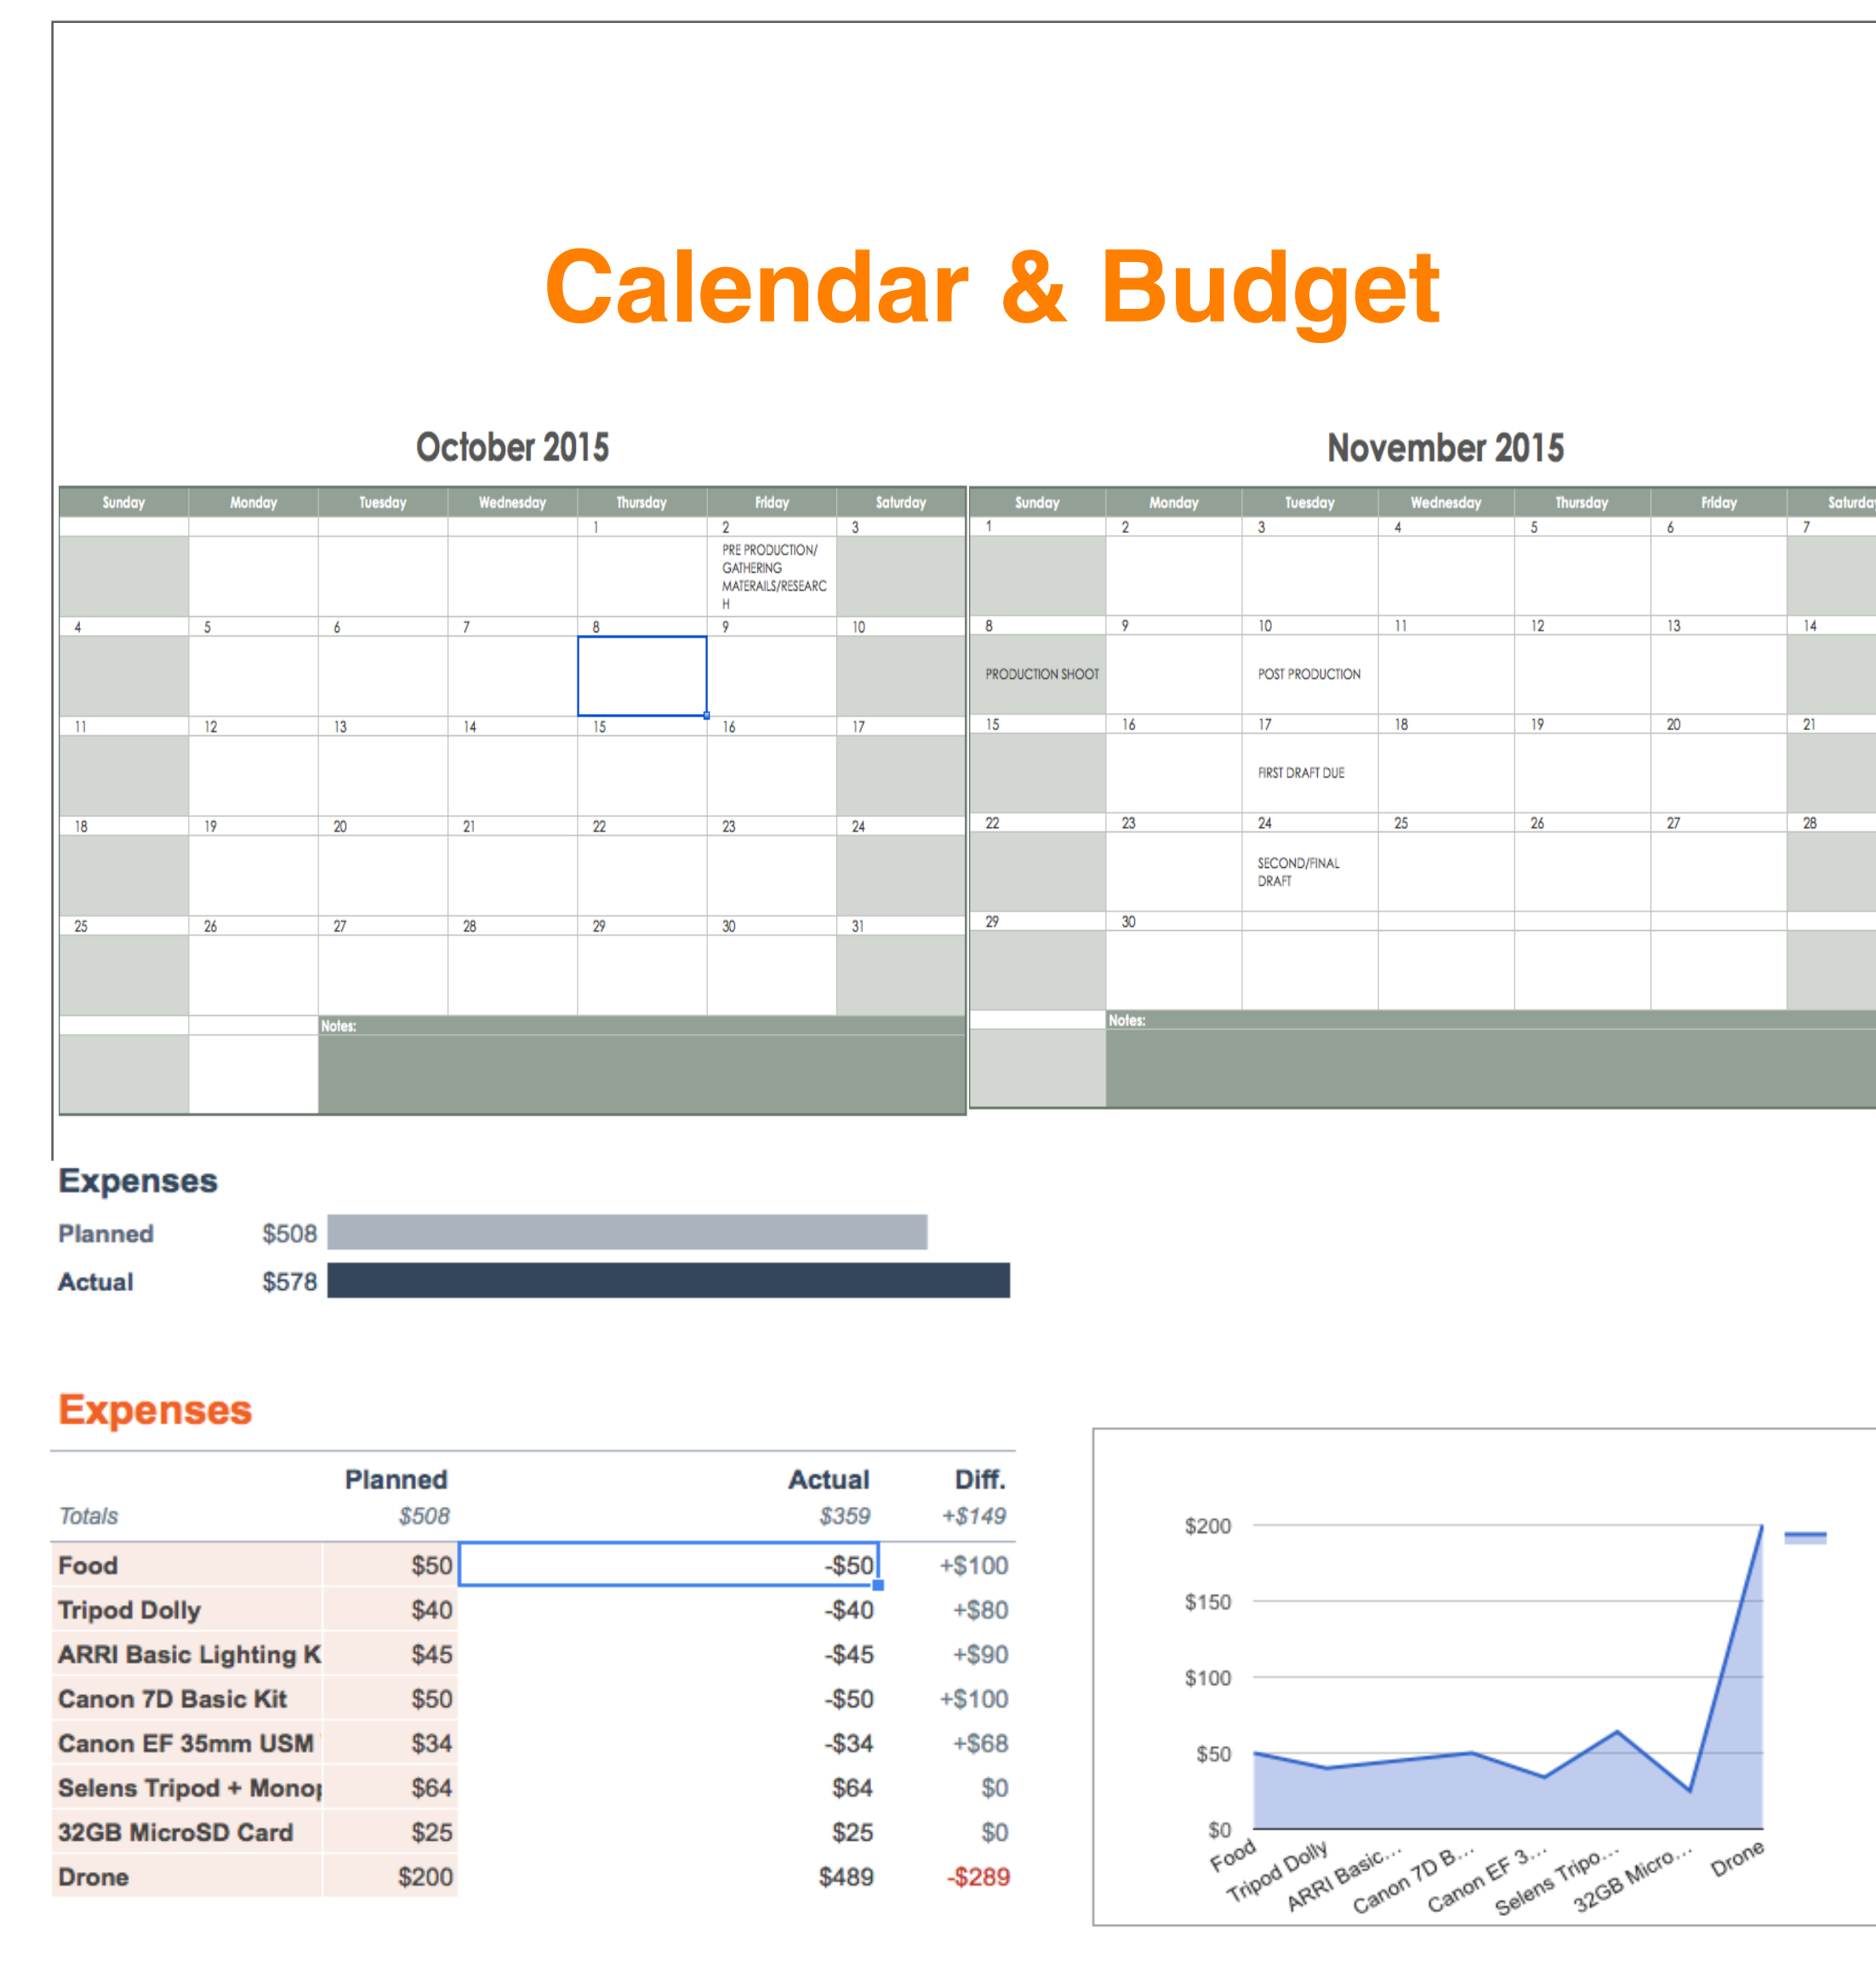 Calendar & Budget
October 2015
Sunday Monday Tuesday Wednesday Thursday Friday Saturday
1 2 3
PRE PRODUCTION/
GATHERING
MATERAILS/RESEARC
H
4 5 6 7 8 9 10
11 12 13 14 15 16 17
18 19 20 21 22 23 24
25 26 27 28 29 30 31
Notes:
November 2015
Sunday Monday Tuesday Wednesday Thursday Friday Saturday
1 2 3 4 5 6 7
8 9 10 11 12 13 14
PRODUCTION SHOOT POST PRODUCTION
15 16 17 18 19 20 21
FIRST DRAFT DUE
22 23 24 25 26 27 28
SECOND/FINAL
DRAFT
29 30
Notes:
Expenses
Planned $508
Actual $578
Expenses
Planned Actual Diff.
Totals $508 $359 +$149
Food $50 -$50 +$100
Tripod Dolly $40 -$40 +$80
ARRI Basic Lighting K $45 -$45 +$90
Canon 7D Basic Kit $50 -$50 +$100
Canon EF 35mm USM $34 -$34 +$68
Selens Tripod + Monop $64 $64 $0
32GB MicroSD Card $25 $25 $0
Drone $200 $489 -$289
$200
$150
$100
$50
$0
Food
Tripod Dolly
ARRI Basic...
Canon 7D B...
Canon EF 3...
Selens Tripo...
32GB Micro...
Drone